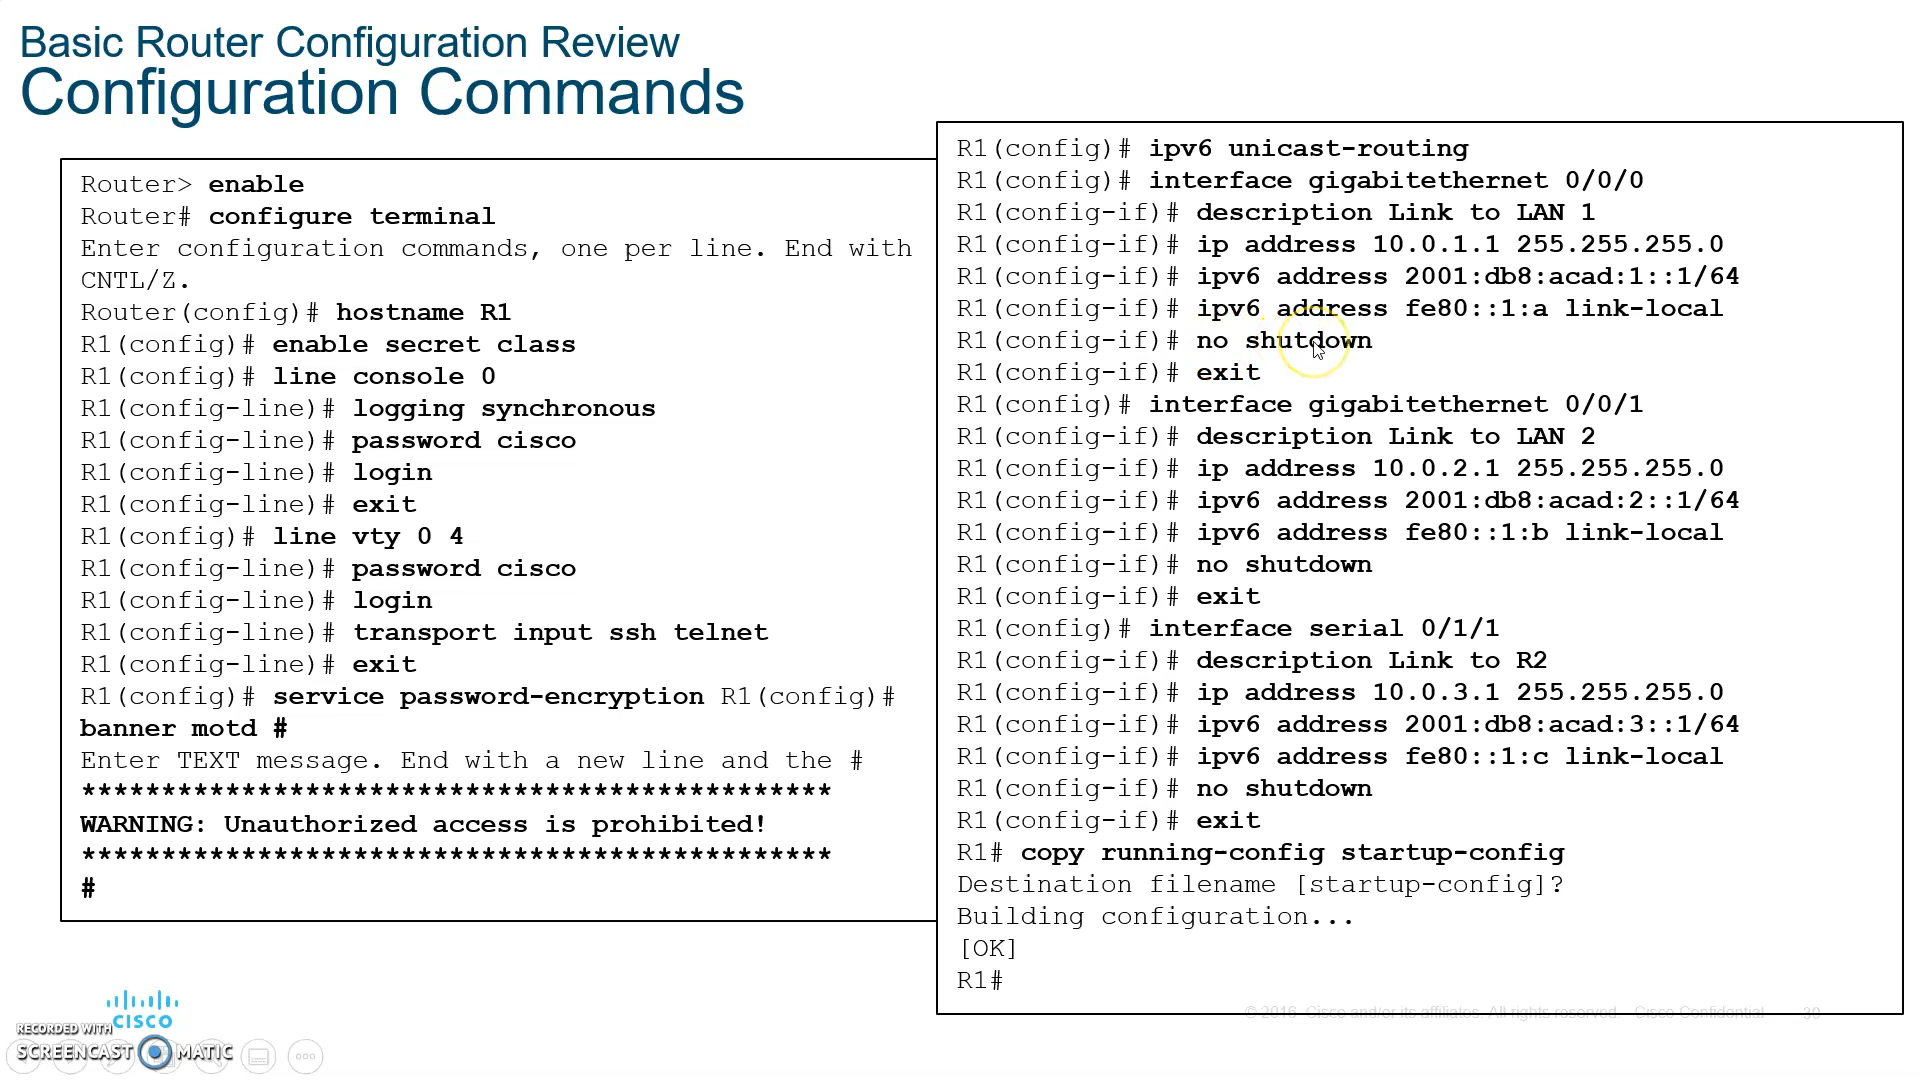 Basic Router Configuration Review
Configuration Commands
Router> enable
Router# configure terminal
Enter configuration commands, one per line. End with
CNTL/Z.
Router(config)# hostname R1
R1(config)# enable secret class
R1(config)# line console 0
R1(config-line)# logging synchronous
R1(config-line)# password cisco
R1(config-line)# login
R1(config-line)# exit
R1(config)# line vty 0 4
R1(config-line)# password cisco
R1(config-line)# login
R1(config-line)# transport input ssh telnet
R1(config-line)# exit
R1(config)# service password-encryption R1(config)#
banner motd #
Enter TEXT message. End with a new line and the #
***********************************************
WARNING: Unauthorized access is prohibited!
***********************************************
#
R1(config)# ipv6 unicast-routing
R1(config)# interface gigabitethernet 0/0/0
R1(config-if)# description Link to LAN 1
R1(config-if)# ip address 10.0.1.1 255.255.255.0
R1(config-if)# ipv6 address 2001:db8:acad:1::1/64
R1(config-if)# ipv6 address fe80::1:a link-local
R1(config-if)# no shutdown
R1(config-if)# exit
R1(config)# interface gigabitethernet 0/0/1
R1(config-if)# description Link to LAN 2
R1(config-if)# ip address 10.0.2.1 255.255.255.0
R1(config-if)# ipv6 address 2001:db8:acad:2::1/64
R1(config-if)# ipv6 address fe80::1:b link-local
R1(config-if)# no shutdown
R1(config-if)# exit
R1(config)# interface serial 0/1/1
R1(config-if)# description Link to R2
R1(config-if)# ip address 10.0.3.1 255.255.255.0
R1(config-if)# ipv6 address 2001:db8:acad:3::1/64
R1(config-if)# ipv6 address fe80::1:c link-local
R1(config-if)# no shutdown
R1(config-if)# exit
R1# copy running-config startup-config
Destination filename [startup-config]?
Building configuration...
[OK]
R1#
© 2016 Cisco and/or its affiliates. All rights reserved. Cisco Confidential 30
CISCO
RECORDED WITH
SCREENCAST MATIC